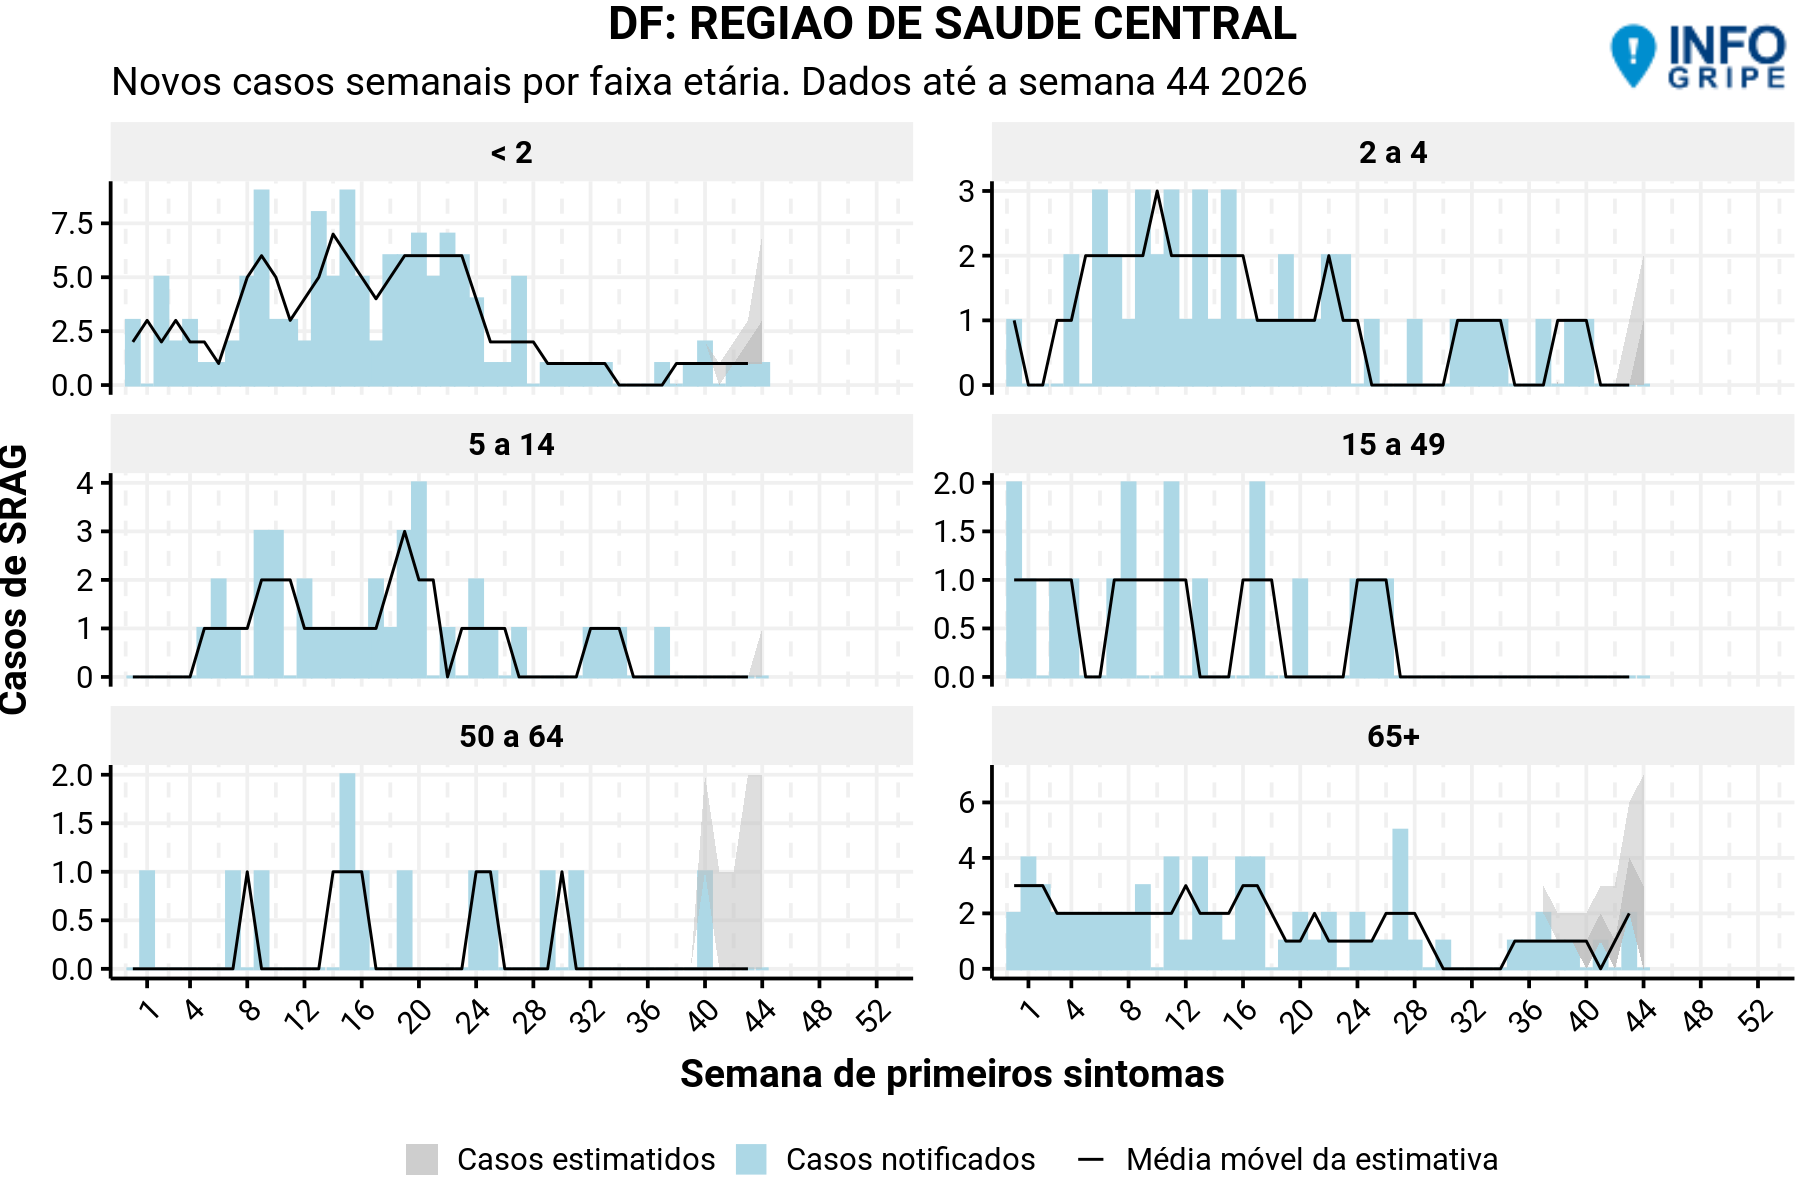 DF: REGIAO DE SAUDE CENTRAL
INFO
GRIPE
Novos casos semanais por faixa etária. Dados até a semana 44 2026
< 2
2 a 4
7.5
5.0
2.5
0.0
3
2
1
0
5 a 14
15 a 49
4
3
2
1
0
2.0
1.5
1.0
0.5
0.0
Casos de SRAG
50 a 64
65+
2.0
1.5
1.0
0.5
0.0
6
4
2
0
1 4 8 12 16 20 24 28 32 36 40 44 48 52
1 4 8 12 16 20 24 28 32 36 40 44 48 52
Semana de primeiros sintomas
Casos estimatidos Casos notificados Média móvel da estimativa